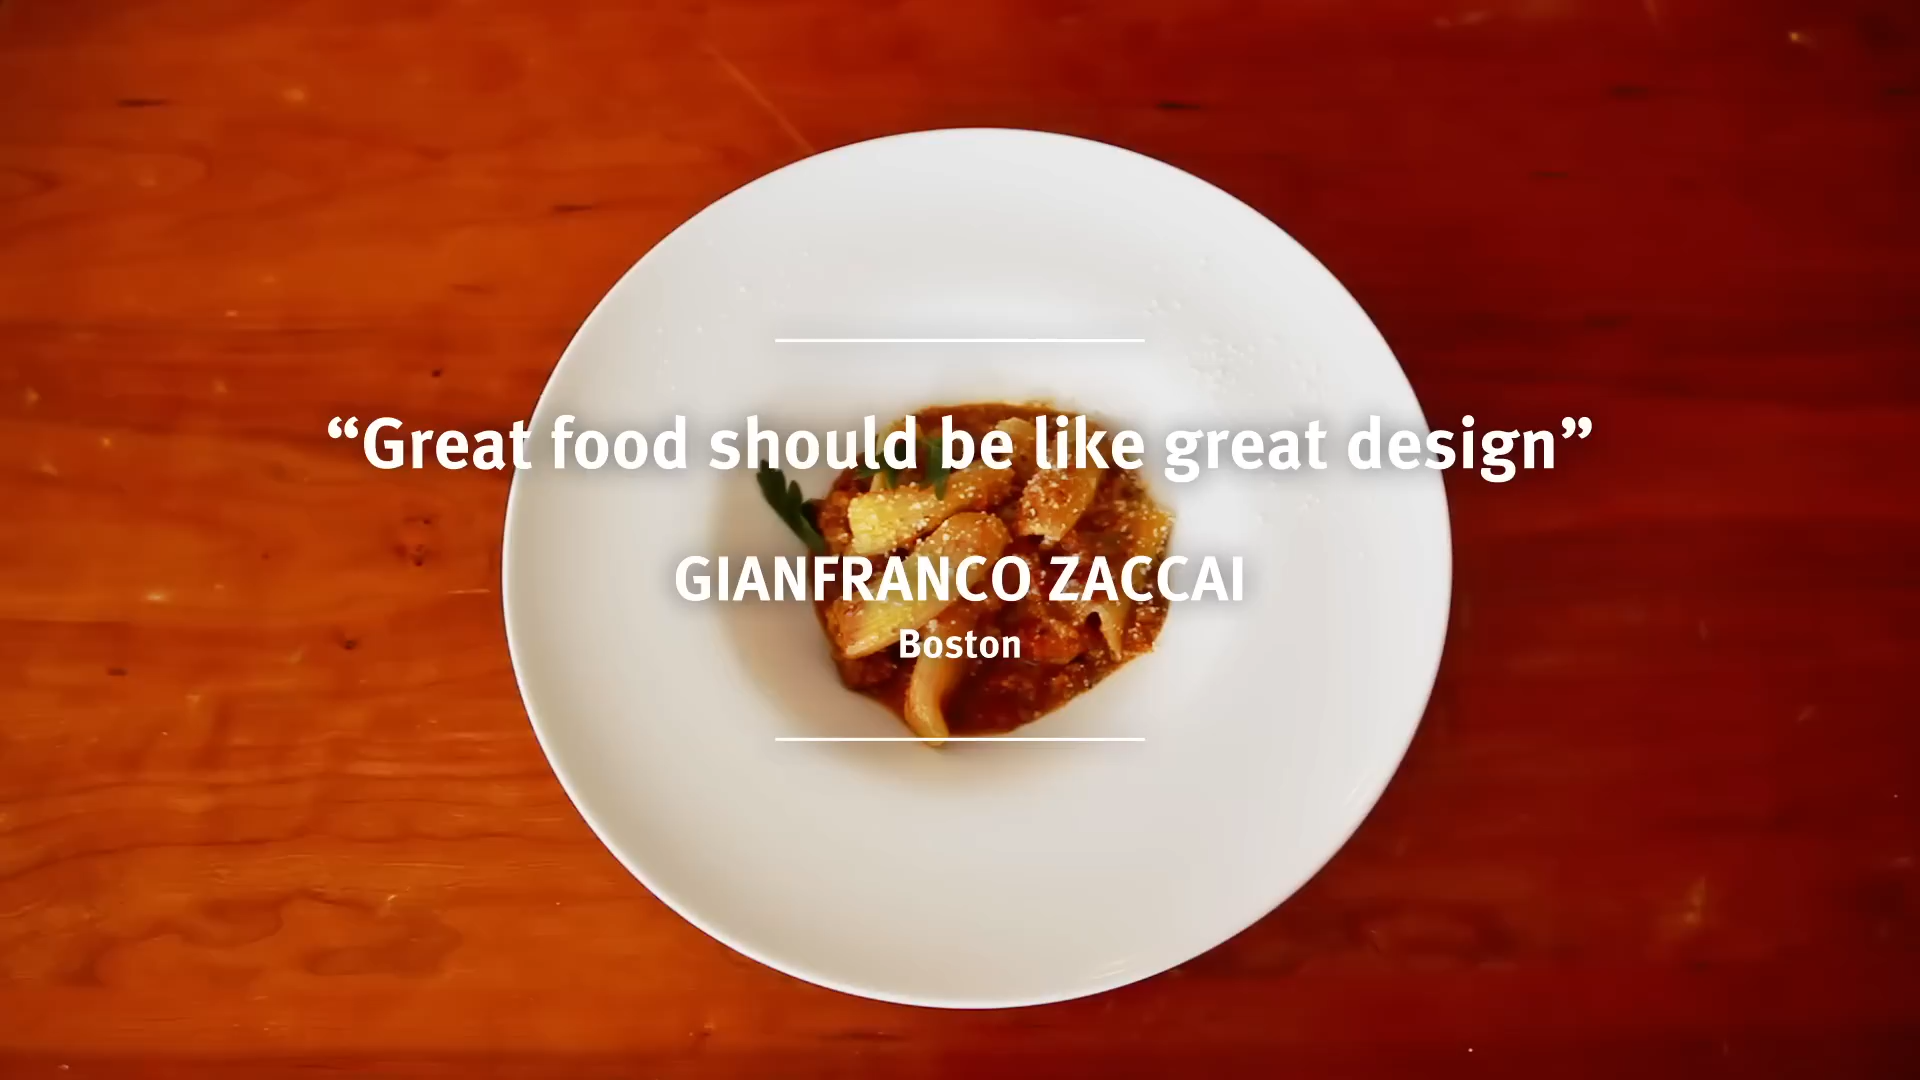 “Great food should be like great design”
GIANFRANCO ZACCAI
Boston